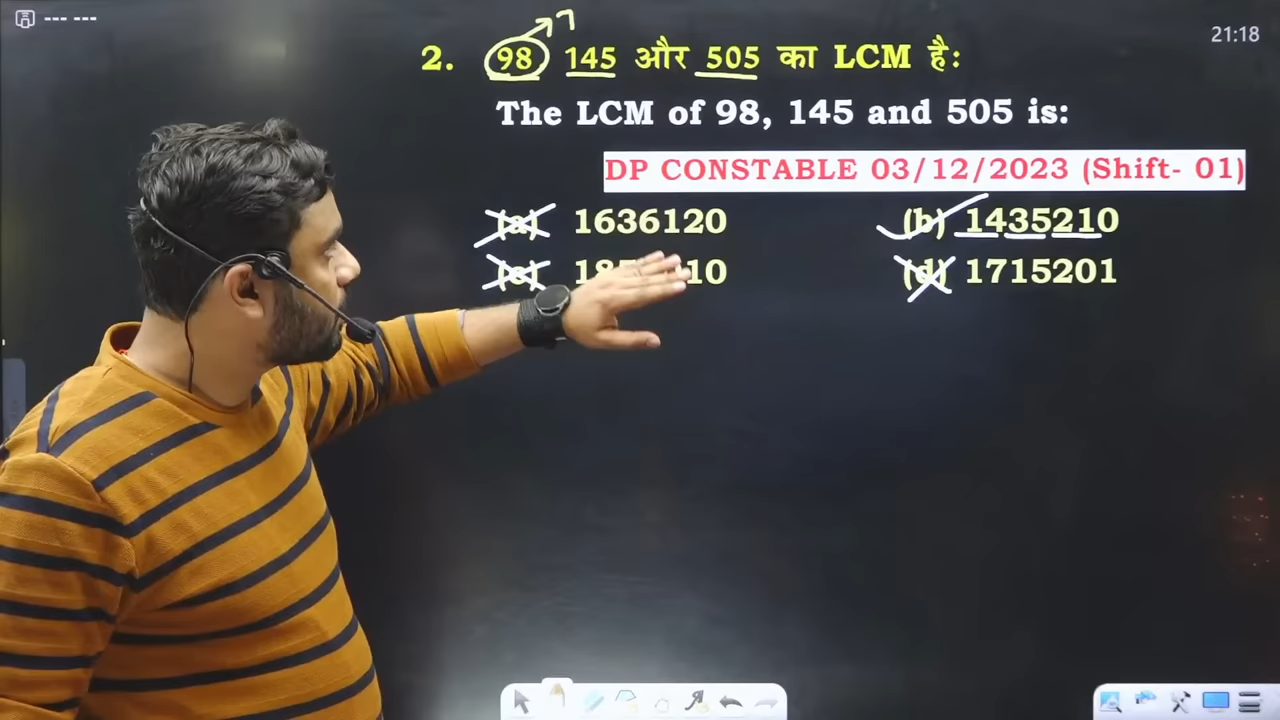 --- ---
21:18
7
2. 98 145 और 505 का LCM है:
The LCM of 98, 145 and 505 is:
DP CONSTABLE 03/12/2023 (Shift- 01)
(a) 1636120 (b) 1435210
(c) (d) 1715201